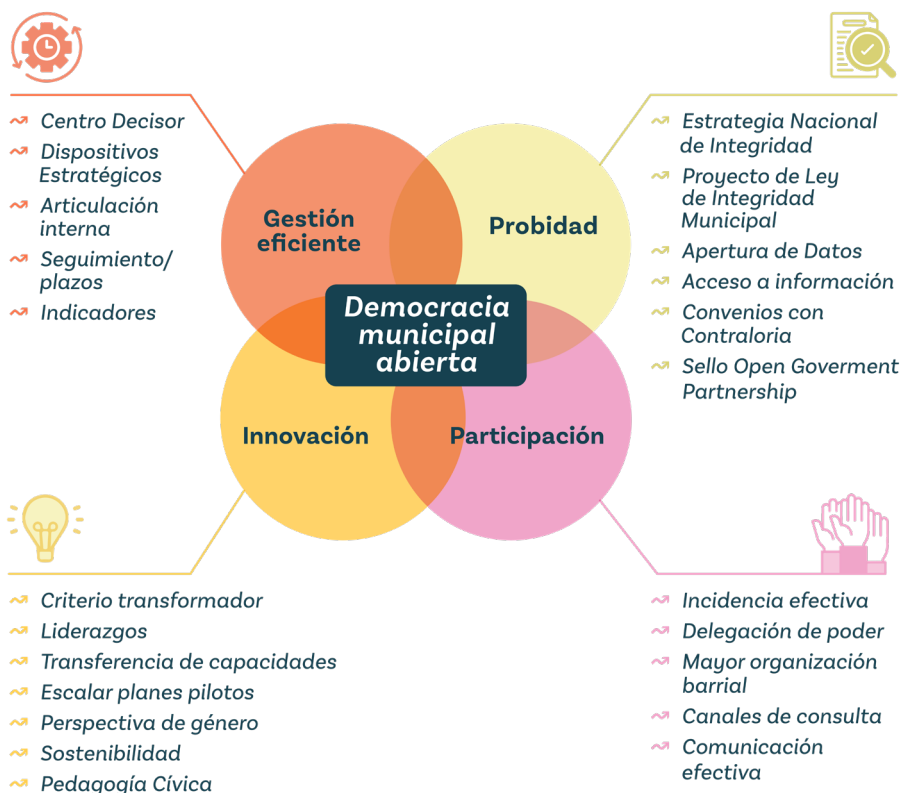 Centro Decisor
Dispositivos
Estratégicos
Articulación
interna
Seguimiento/
plazos
Indicadores
Gestión
eficiente
Probidad
Democracia
municipal
abierta
Innovación
Participación
Estrategia Nacional
de Integridad
Proyecto de Ley
de Integridad
Municipal
Apertura de Datos
Acceso a información
Convenios con
Contraloria
Sello Open Goverment
Partnership
Criterio transformador
Liderazgos
Transferencia de capacidades
Escalar planes pilotos
Perspectiva de género
Sostenibilidad
Pedagogía Cívica
Incidencia efectiva
Delegación de poder
Mayor organización
barrial
Canales de consulta
Comunicación
efectiva